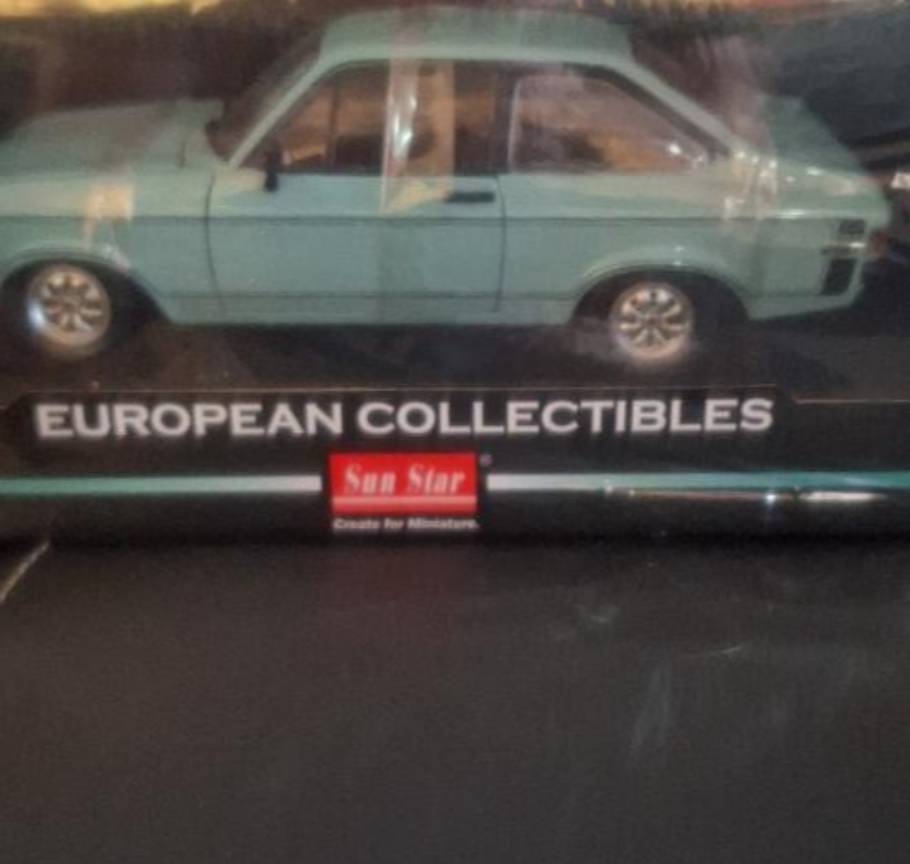 EUROPEAN COLLECTIBLES
Sun Star
®
Create for Miniature.